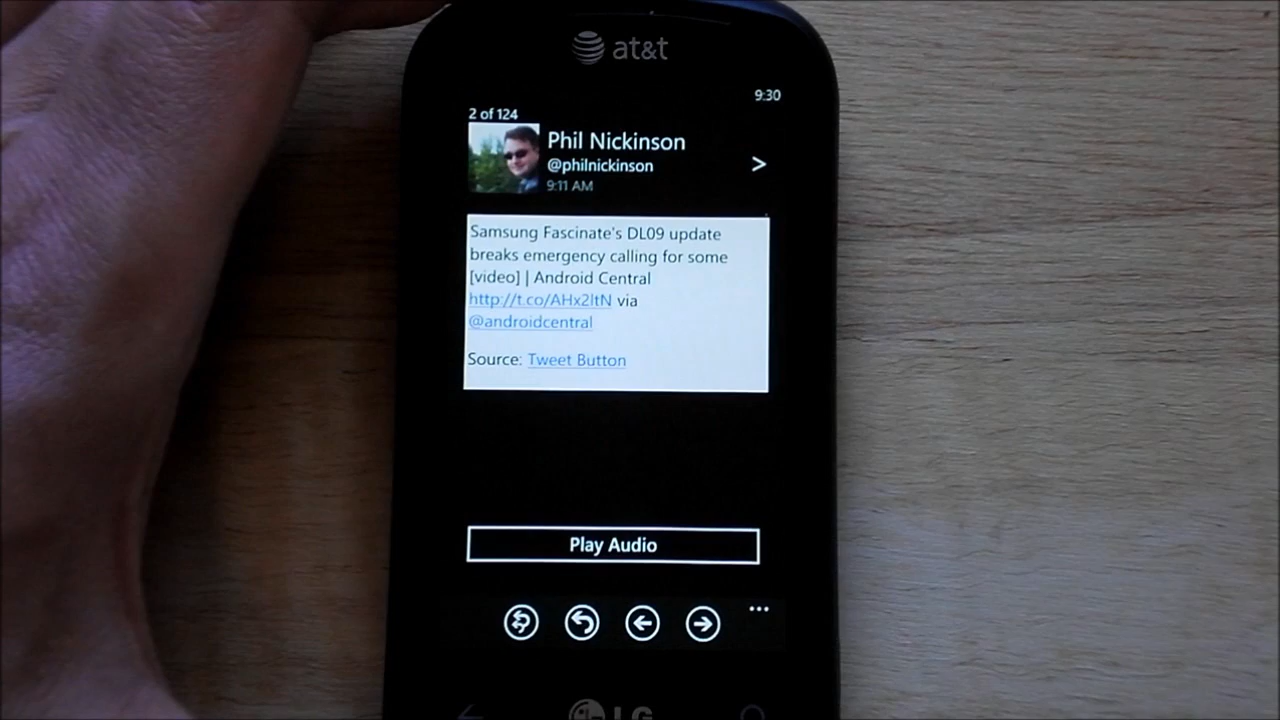 at&t
9:30
2 of 124
Phil Nickinson
@philnickinson
>
9:11 AM
Samsung Fascinate's DL09 update
breaks emergency calling for some
[video] | Android Central
http://t.co/AHx2ltN via
@androidcentral
Source: Tweet Button
Play Audio
LG